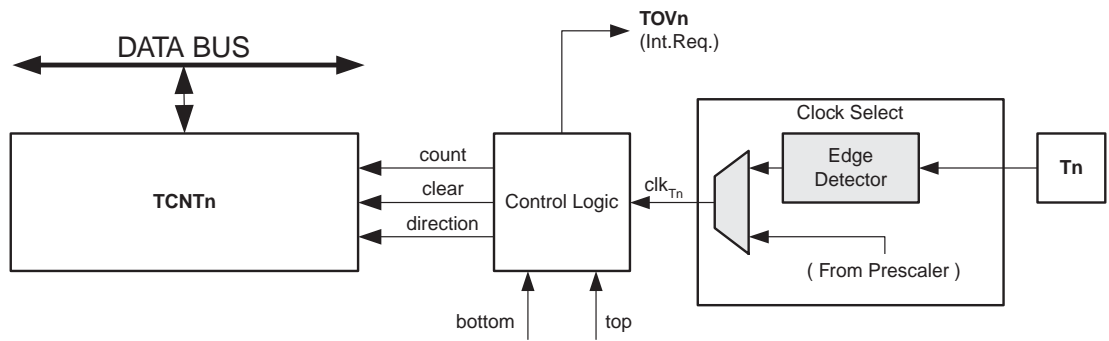 TOVn
(Int.Req.)
DATA BUS
Clock Select
count
Edge
Detector
Tn
TCNTn
clear
Control Logic
clkTn
direction
( From Prescaler )
bottom
top